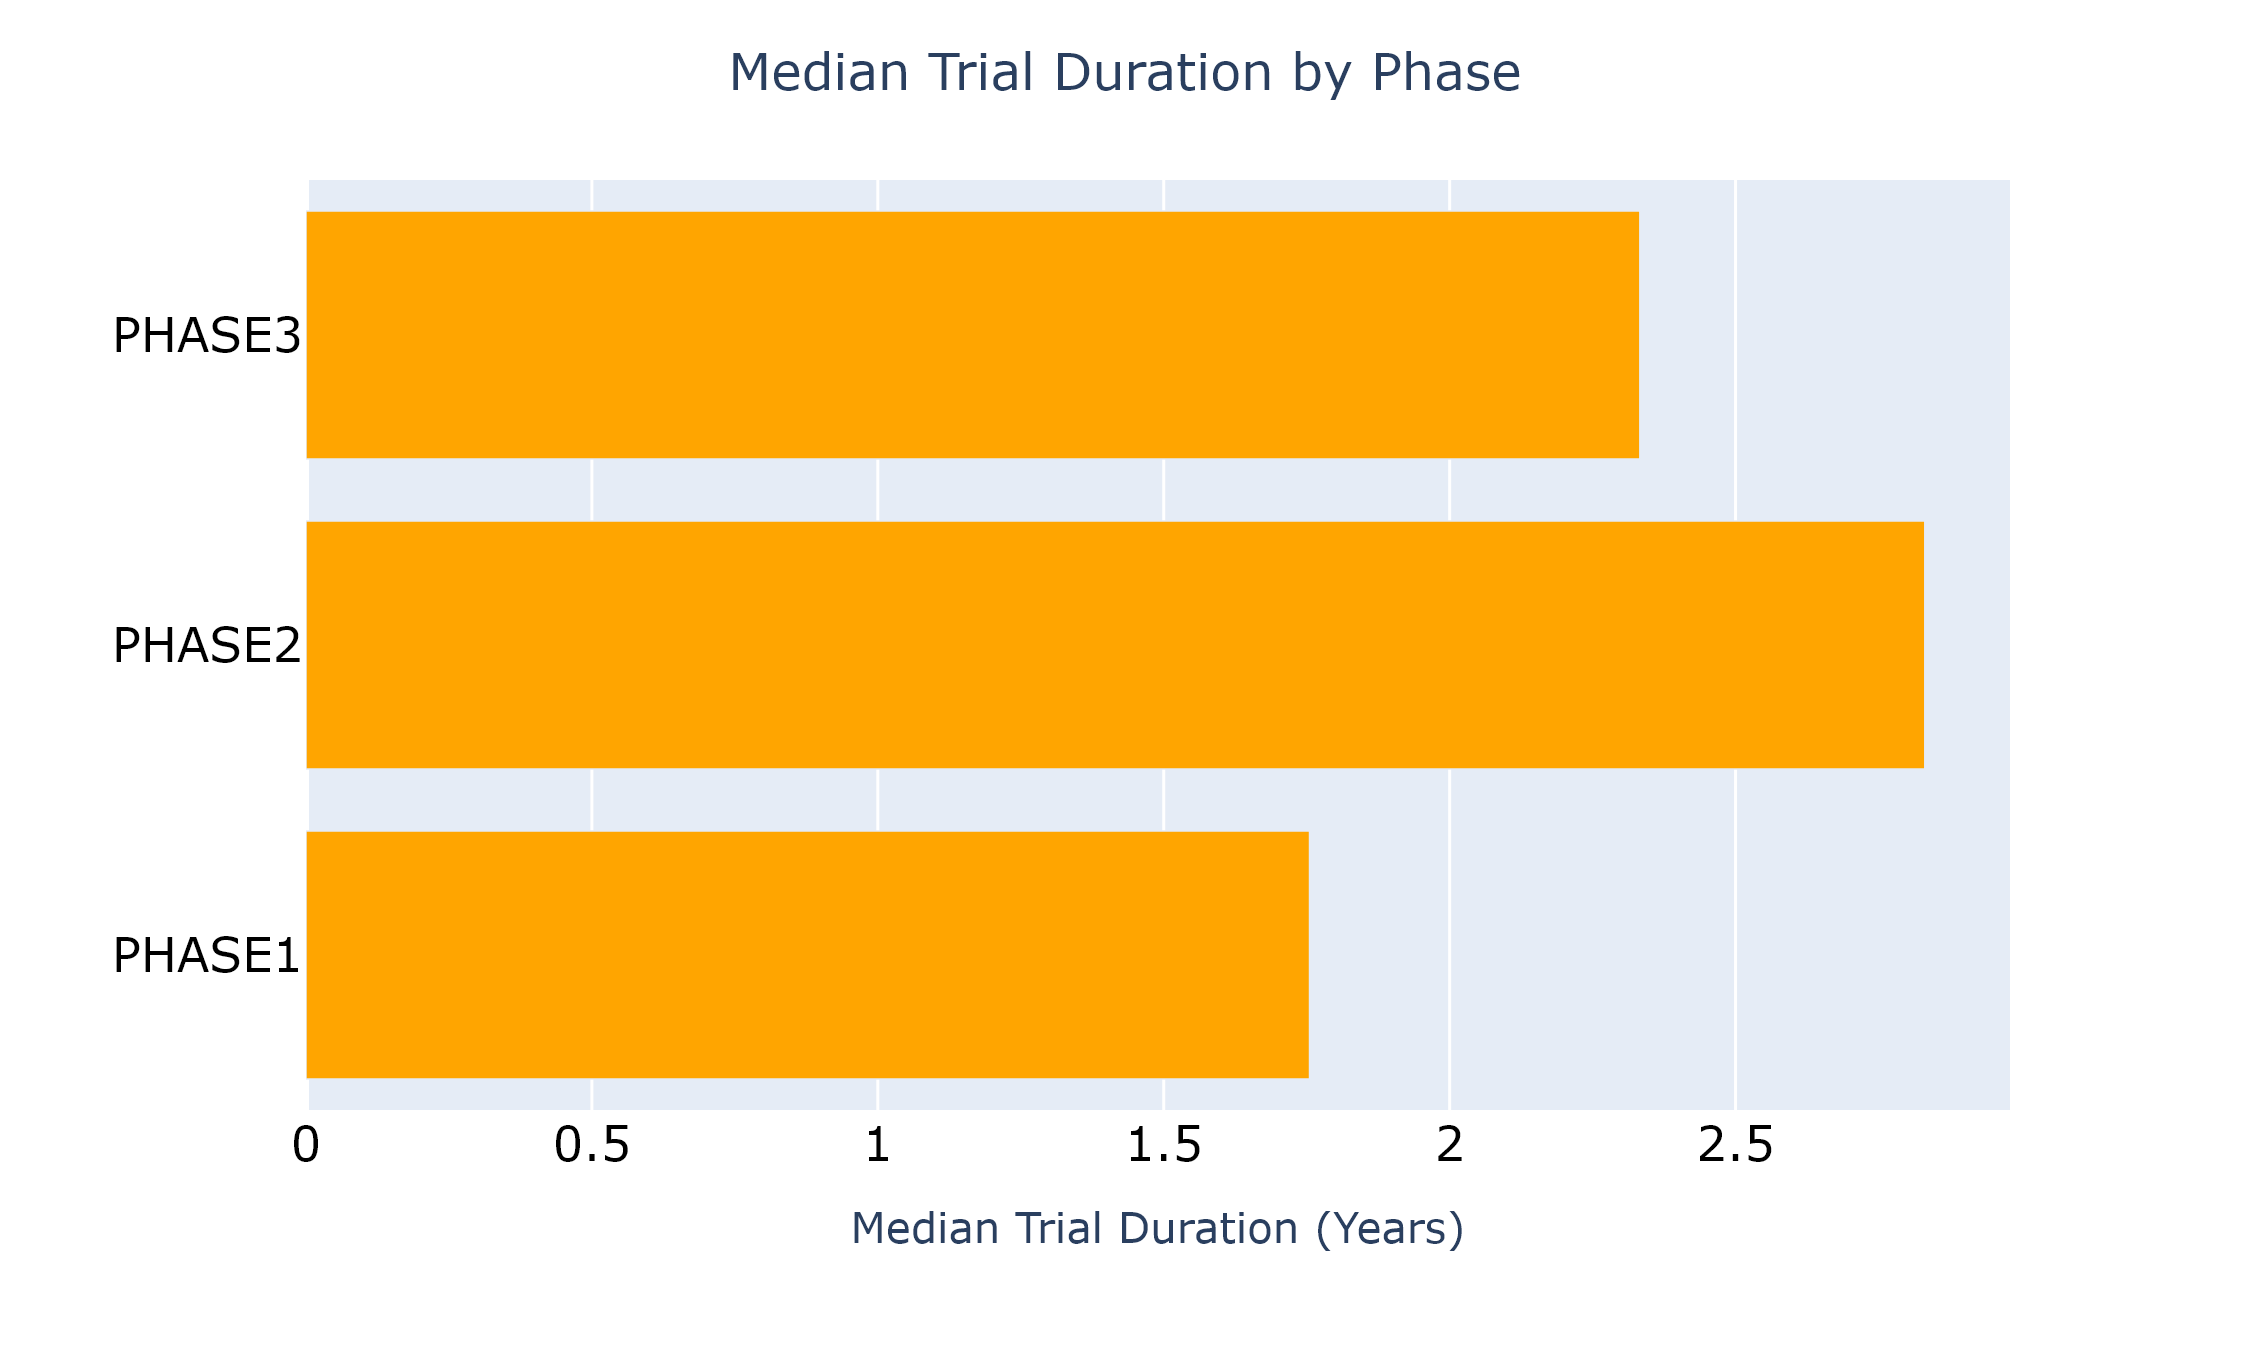 Median Trial Duration by Phase
PHASE3
PHASE2
PHASE1
0 0.5 1 1.5 2 2.5
Median Trial Duration (Years)